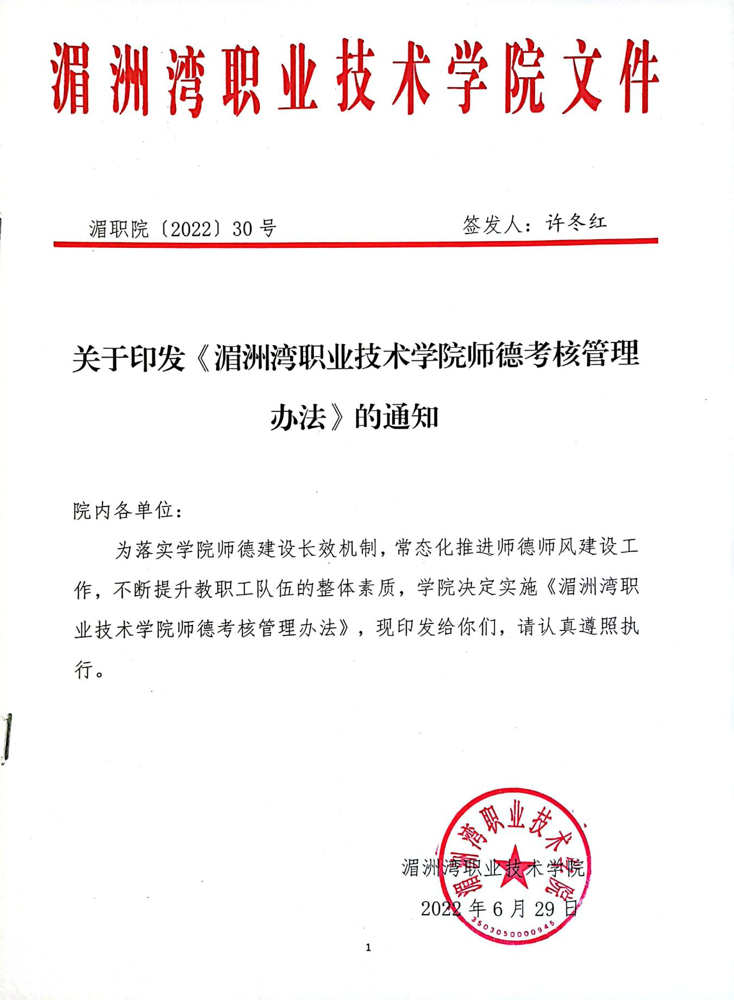 湄洲湾职业技术学院文件
湄职院〔2022〕30号 签发人：许冬红
关于印发《湄洲湾职业技术学院师德考核管理
办法》的通知
院内各单位：
为落实学院师德建设长效机制，常态化推进师德师风建设工
作，不断提升教职工队伍的整体素质，学院决定实施《湄洲湾职
业技术学院师德考核管理办法》，现印发给你们，请认真遵照执
行。
湄洲湾职业技术学院
湄洲湾职业技术学院
2022年6月29日
3503050000945
1